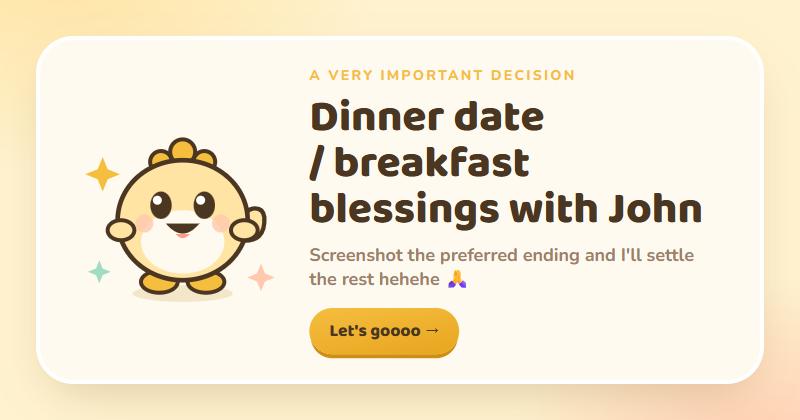 A VERY IMPORTANT DECISION
Dinner date
/ breakfast
blessings with John
Screenshot the preferred ending and I'll settle
the rest hehehe 🙏
Let's goooo →